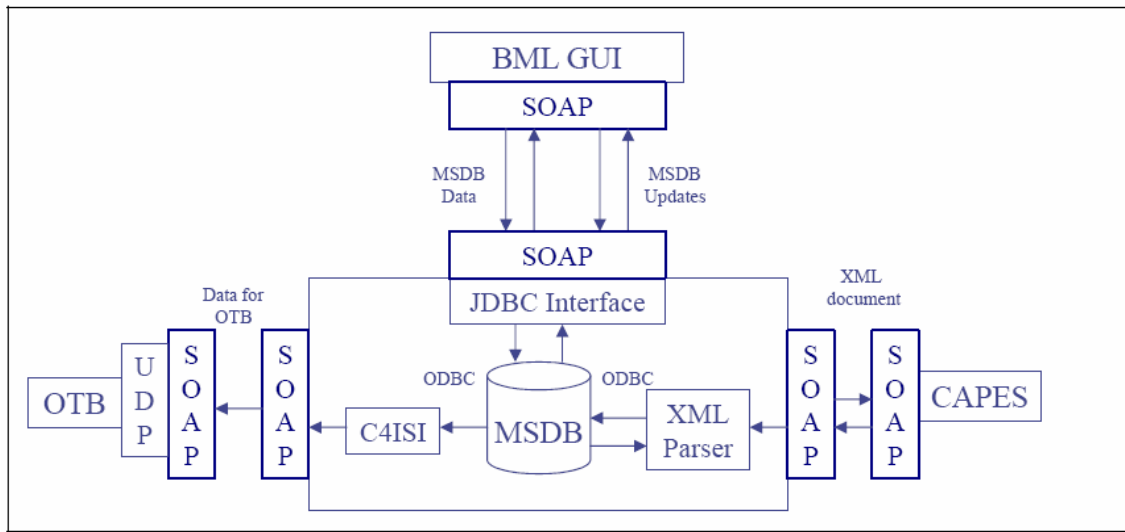 BML GUI
SOAP
MSDB
Data
MSDB
Updates
SOAP
JDBC Interface
Data for
OTB
XML
document
OTB
U
D
P
S
O
A
P
S
O
A
P
C4ISI
ODBC
MSDB
ODBC
XML
Parser
S
O
A
P
S
O
A
P
CAPES